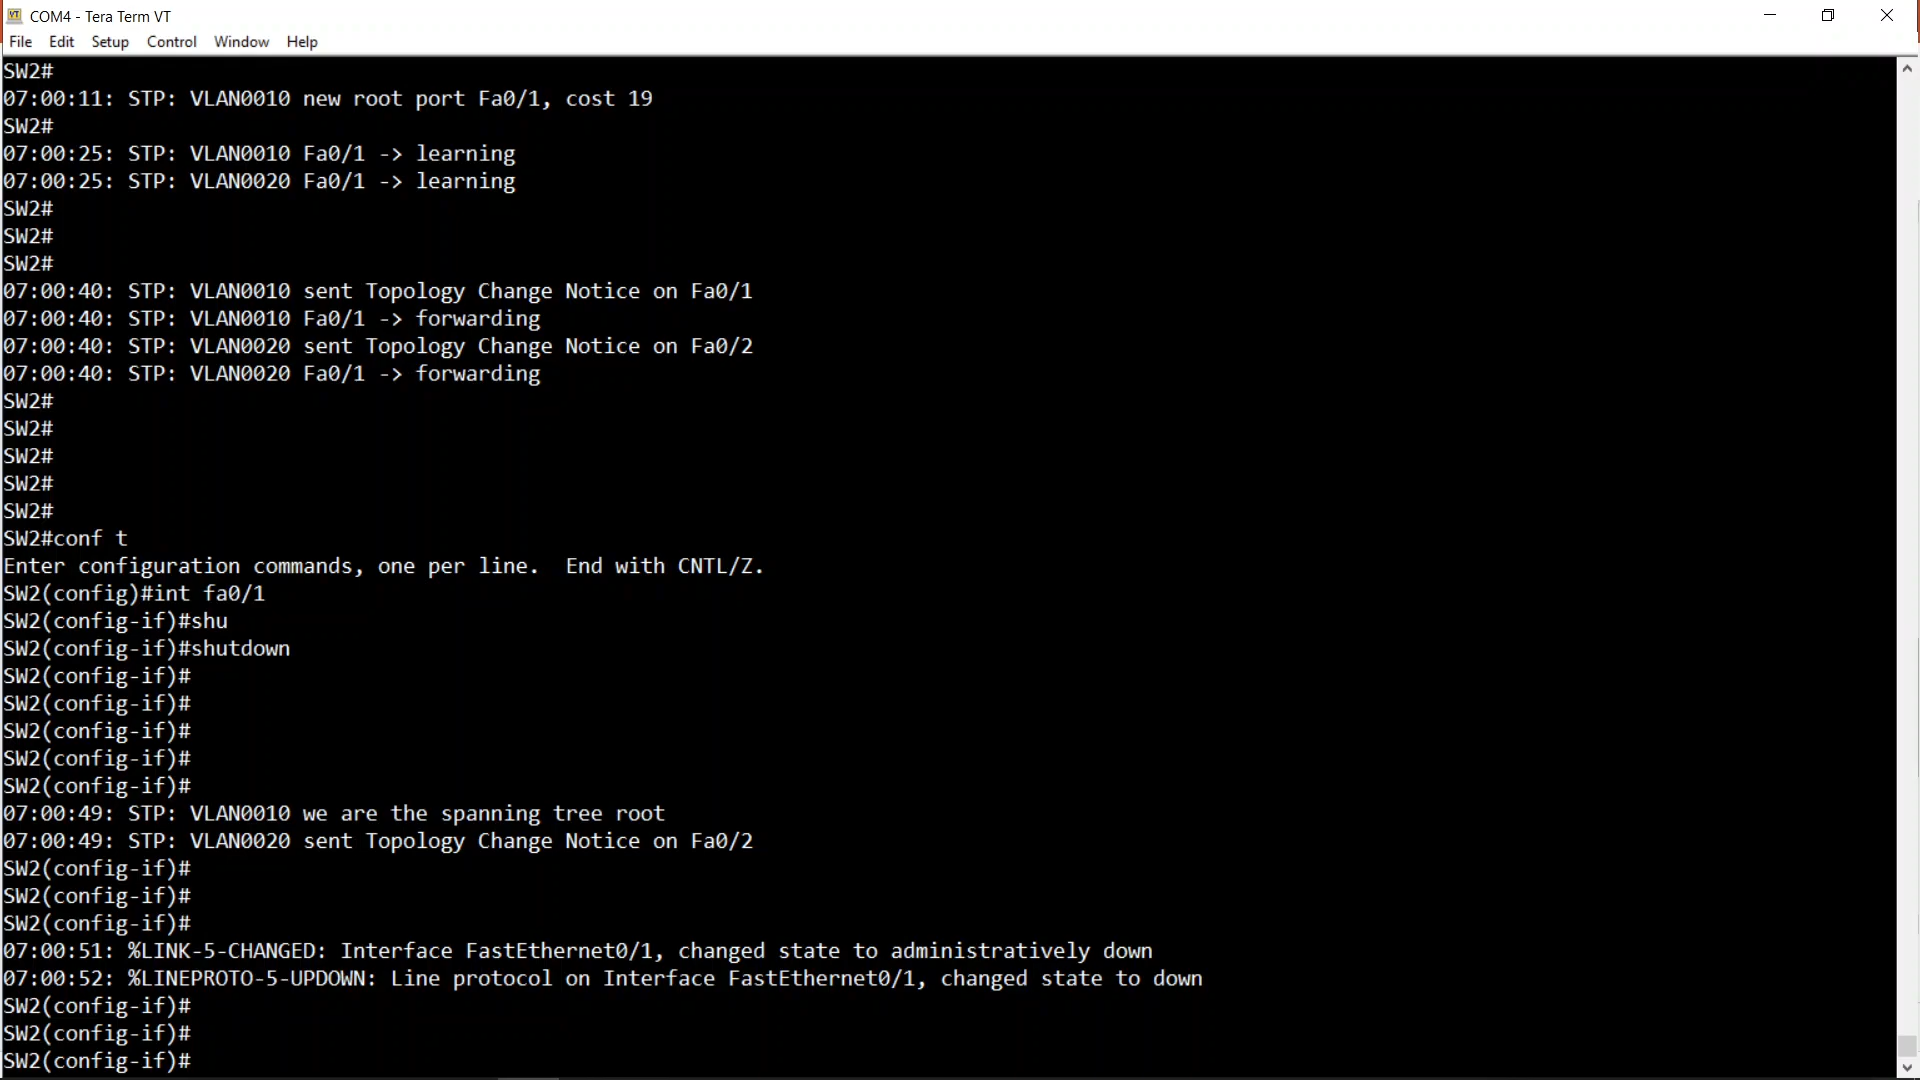 COM4 - Tera Term VT
File Edit Setup Control Window Help
SW2#
07:00:11: STP: VLAN0010 new root port Fa0/1, cost 19
SW2#
07:00:25: STP: VLAN0010 Fa0/1 -> learning
07:00:25: STP: VLAN0020 Fa0/1 -> learning
SW2#
SW2#
SW2#
07:00:40: STP: VLAN0010 sent Topology Change Notice on Fa0/1
07:00:40: STP: VLAN0010 Fa0/1 -> forwarding
07:00:40: STP: VLAN0020 sent Topology Change Notice on Fa0/2
07:00:40: STP: VLAN0020 Fa0/1 -> forwarding
SW2#
SW2#
SW2#
SW2#
SW2#
SW2#conf t
Enter configuration commands, one per line.  End with CNTL/Z.
SW2(config)#int fa0/1
SW2(config-if)#shu
SW2(config-if)#shutdown
SW2(config-if)#
SW2(config-if)#
SW2(config-if)#
SW2(config-if)#
SW2(config-if)#
07:00:49: STP: VLAN0010 we are the spanning tree root
07:00:49: STP: VLAN0020 sent Topology Change Notice on Fa0/2
SW2(config-if)#
SW2(config-if)#
SW2(config-if)#
07:00:51: %LINK-5-CHANGED: Interface FastEthernet0/1, changed state to administratively down
07:00:52: %LINEPROTO-5-UPDOWN: Line protocol on Interface FastEthernet0/1, changed state to down
SW2(config-if)#
SW2(config-if)#
SW2(config-if)#